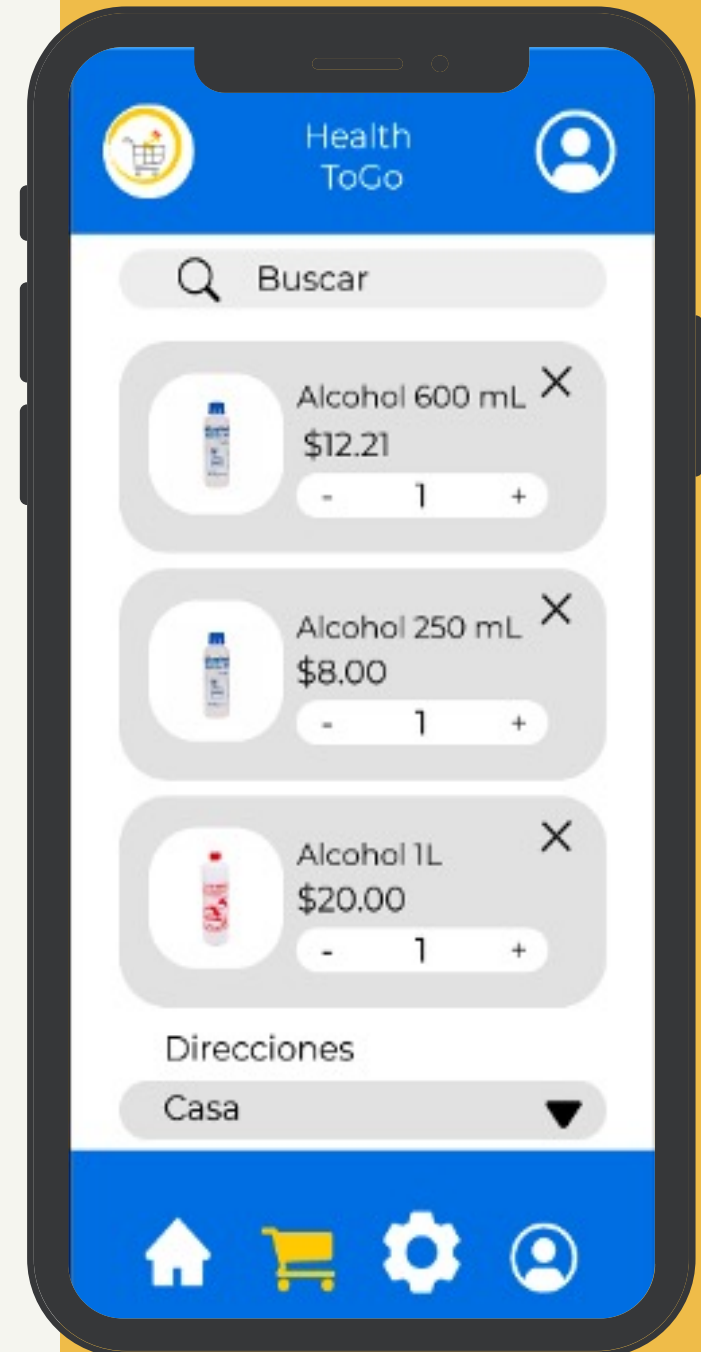 Health
ToGo
Buscar
Alcohol 600 mL
$12.21
- 1 +
Alcohol 250 mL
$8.00
- 1 +
Alcohol 1L
$20.00
- 1 +
Direcciones
Casa